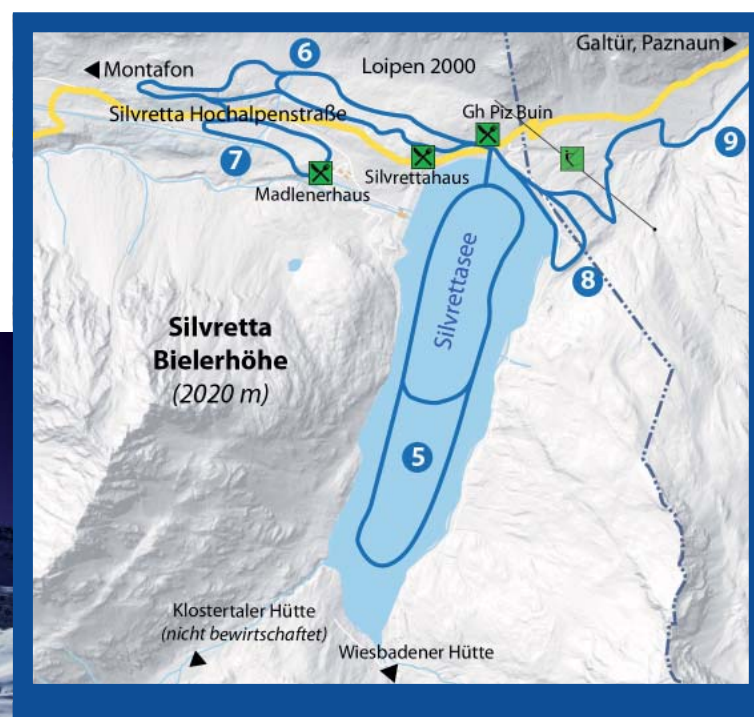 6
Galtür, Paznaun
Montafon
Loipen 2000
Silvretta Hochalpenstraße
Gh Piz Buin
9
7
Silvrettahaus
Madlenerhaus
Silvrettasee
8
Silvretta
Bielerhöhe
(2020 m)
5
Klostertaler Hütte
(nicht bewirtschaftet)
Wiesbadener Hütte